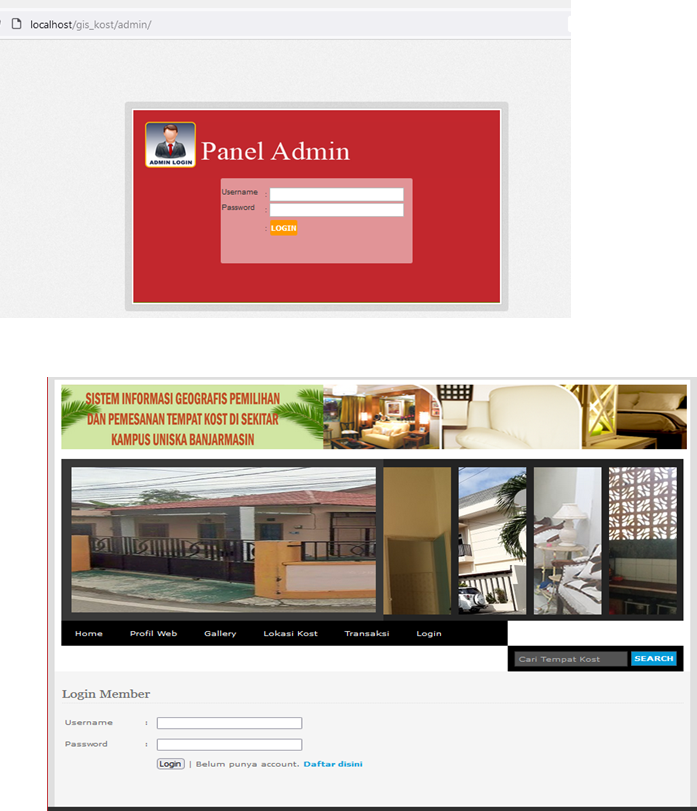 localhost/gis_kost/admin/
ADMIN LOGIN
Panel Admin
Username :
Password :
: LOGIN
SISTEM INFORMASI GEOGRAFIS PEMILIHAN
DAN PEMESANAN TEMPAT KOST DI SEKITAR
KAMPUS UNISKA BANJARMASIN
Home Profil Web Gallery Lokasi Kost Transaksi Login
Cari Tempat Kost SEARCH
Login Member
Username :
Password :
Login | Belum punya account. Daftar disini